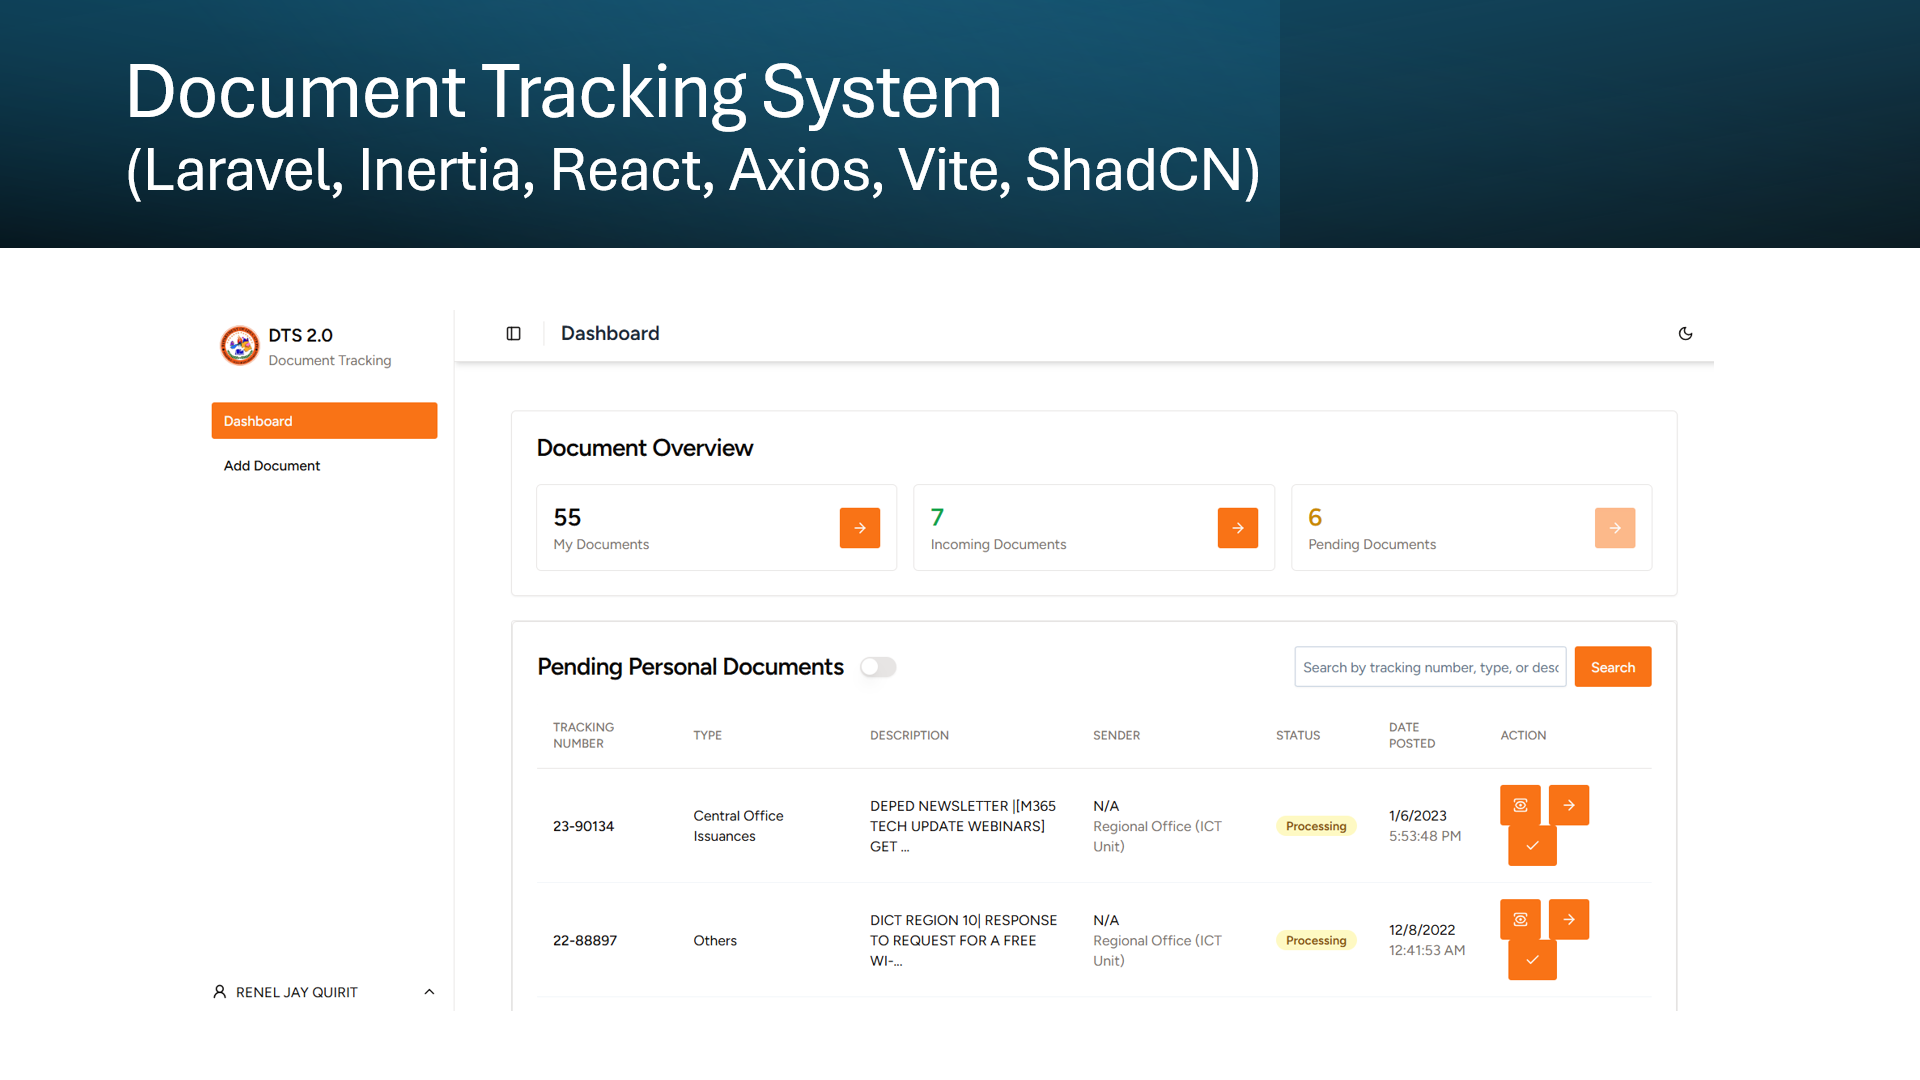 Document Tracking System
(Laravel, Inertia, React, Axios, Vite, ShadCN)
DTS 2.0
Document Tracking
Dashboard
Add Document
RENEL JAY QUIRIT
Dashboard
Document Overview
55
My Documents
7
Incoming Documents
6
Pending Documents
Pending Personal Documents
Search by tracking number, type, or desc
Search
TRACKING
NUMBER
TYPE
DESCRIPTION
SENDER
STATUS
DATE
POSTED
ACTION
23-90134
Central Office
Issuances
DEPED NEWSLETTER |[M365
TECH UPDATE WEBINARS]
GET ...
N/A
Regional Office (ICT
Unit)
Processing
1/6/2023
5:53:48 PM
22-88897
Others
DICT REGION 10| RESPONSE
TO REQUEST FOR A FREE
WI-...
N/A
Regional Office (ICT
Unit)
Processing
12/8/2022
12:41:53 AM